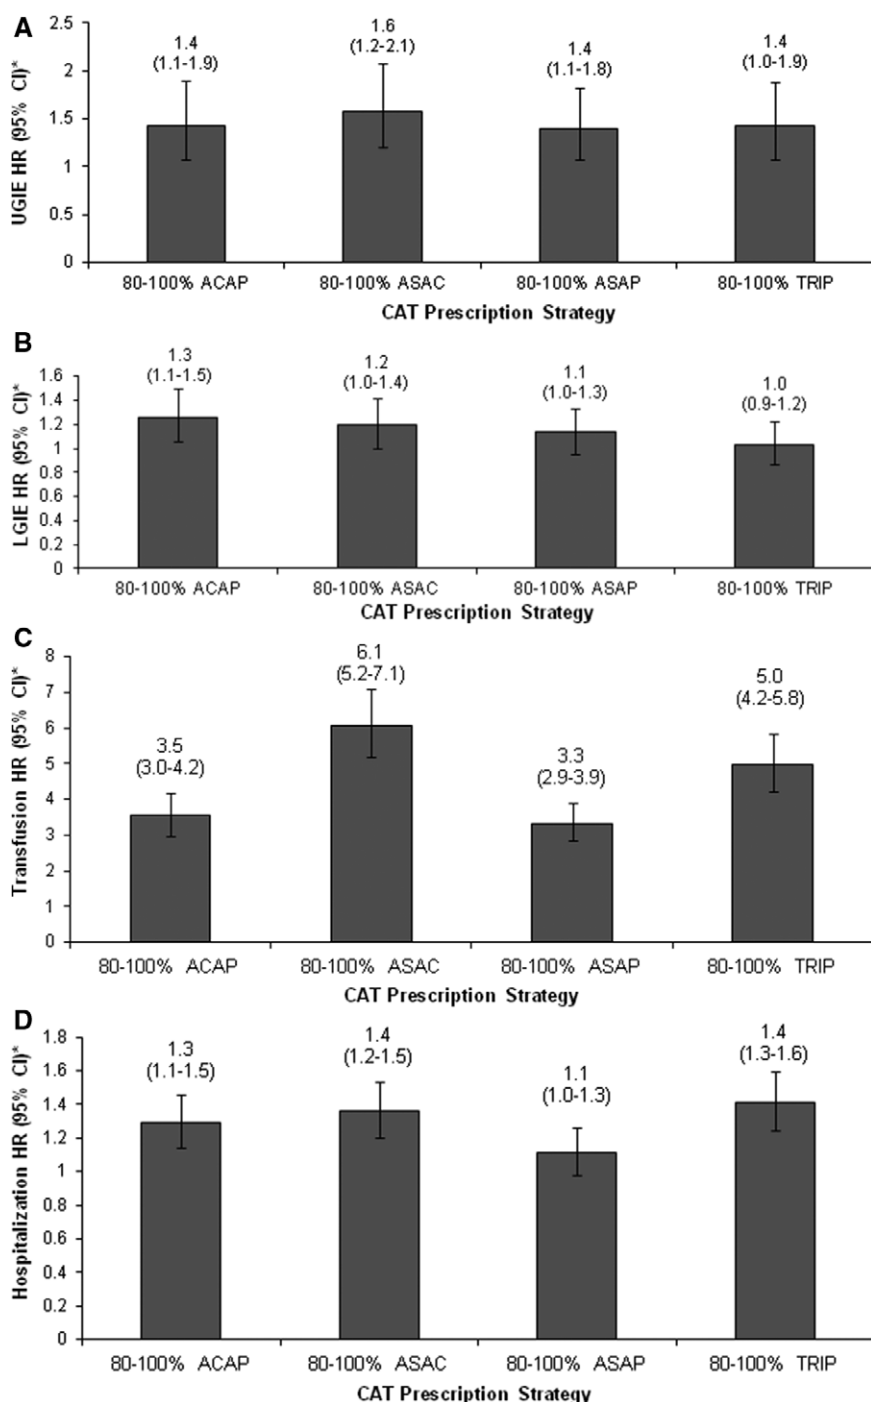 A
UGIE HR (95% CI)*
2.5
2
1.5
1
0.5
0
1.4
(1.1-1.9)
1.6
(1.2-2.1)
1.4
(1.1-1.8)
1.4
(1.0-1.9)
80-100% ACAP
80-100% ASAC
80-100% ASAP
80-100% TRIP
CAT Prescription Strategy
B
LGIE HR (95% CI)*
1.6
1.4
1.2
1
0.8
0.6
0.4
0.2
0
1.3
(1.1-1.5)
1.2
(1.0-1.4)
1.1
(1.0-1.3)
1.0
(0.9-1.2)
80-100% ACAP
80-100% ASAC
80-100% ASAP
80-100% TRIP
CAT Prescription Strategy
C
Transfusion HR (95% CI)*
8
7
6
5
4
3
2
1
0
3.5
(3.0-4.2)
6.1
(5.2-7.1)
3.3
(2.9-3.9)
5.0
(4.2-5.8)
80-100% ACAP
80-100% ASAC
80-100% ASAP
80-100% TRIP
CAT Prescription Strategy
D
Hospitalization HR (95% CI)*
1.8
1.6
1.4
1.2
1
0.8
0.6
0.4
0.2
0
1.3
(1.1-1.5)
1.4
(1.2-1.5)
1.1
(1.0-1.3)
1.4
(1.3-1.6)
80-100% ACAP
80-100% ASAC
80-100% ASAP
80-100% TRIP
CAT Prescription Strategy